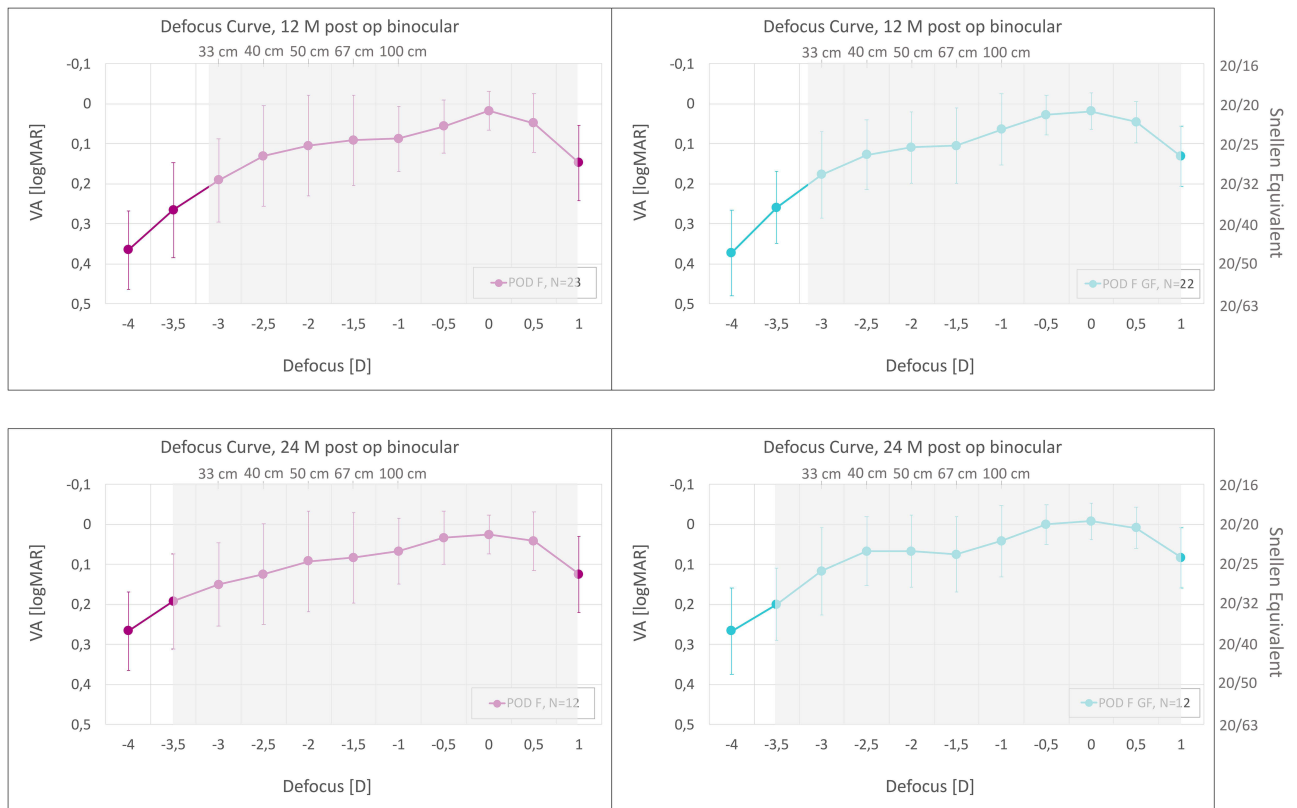 Defocus Curve, 12 M post op binocular
33 cm 40 cm 50 cm 67 cm 100 cm
-0,1
0
0,1
0,2
0,3
0,4
0,5
VA [logMAR]
POD F, N=23
-4 -3,5 -3 -2,5 -2 -1,5 -1 -0,5 0 0,5 1
Defocus [D]
Defocus Curve, 12 M post op binocular
33 cm 40 cm 50 cm 67 cm 100 cm
-0,1
0
0,1
0,2
0,3
0,4
0,5
VA [logMAR]
POD F GF, N=22
-4 -3,5 -3 -2,5 -2 -1,5 -1 -0,5 0 0,5 1
Defocus [D]
20/16
20/20
20/25
20/32
20/40
20/50
20/63
Snellen Equivalent
Defocus Curve, 24 M post op binocular
33 cm 40 cm 50 cm 67 cm 100 cm
-0,1
0
0,1
0,2
0,3
0,4
0,5
VA [logMAR]
POD F, N=12
-4 -3,5 -3 -2,5 -2 -1,5 -1 -0,5 0 0,5 1
Defocus [D]
Defocus Curve, 24 M post op binocular
33 cm 40 cm 50 cm 67 cm 100 cm
-0,1
0
0,1
0,2
0,3
0,4
0,5
VA [logMAR]
POD F GF, N=12
-4 -3,5 -3 -2,5 -2 -1,5 -1 -0,5 0 0,5 1
Defocus [D]
20/16
20/20
20/25
20/32
20/40
20/50
20/63
Snellen Equivalent